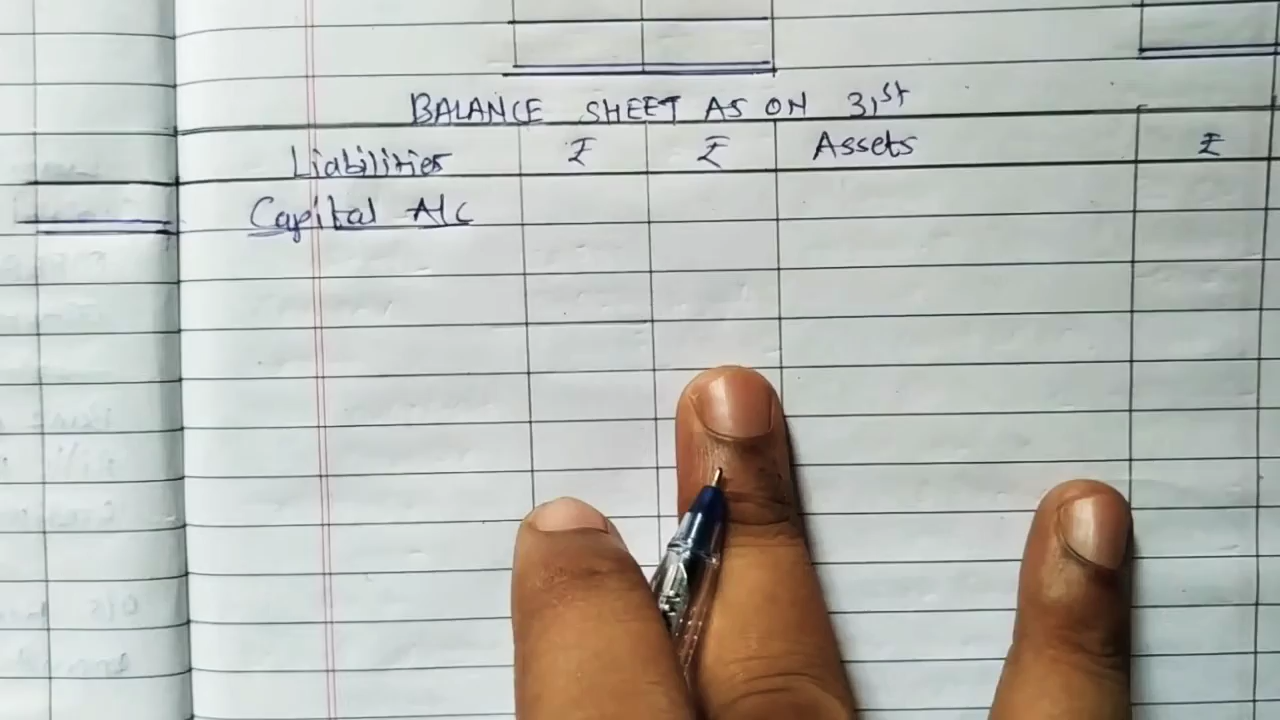 BALANCE SHEET AS ON 31st
Liabilities ₹ ₹ Assets ₹
Capital A/c